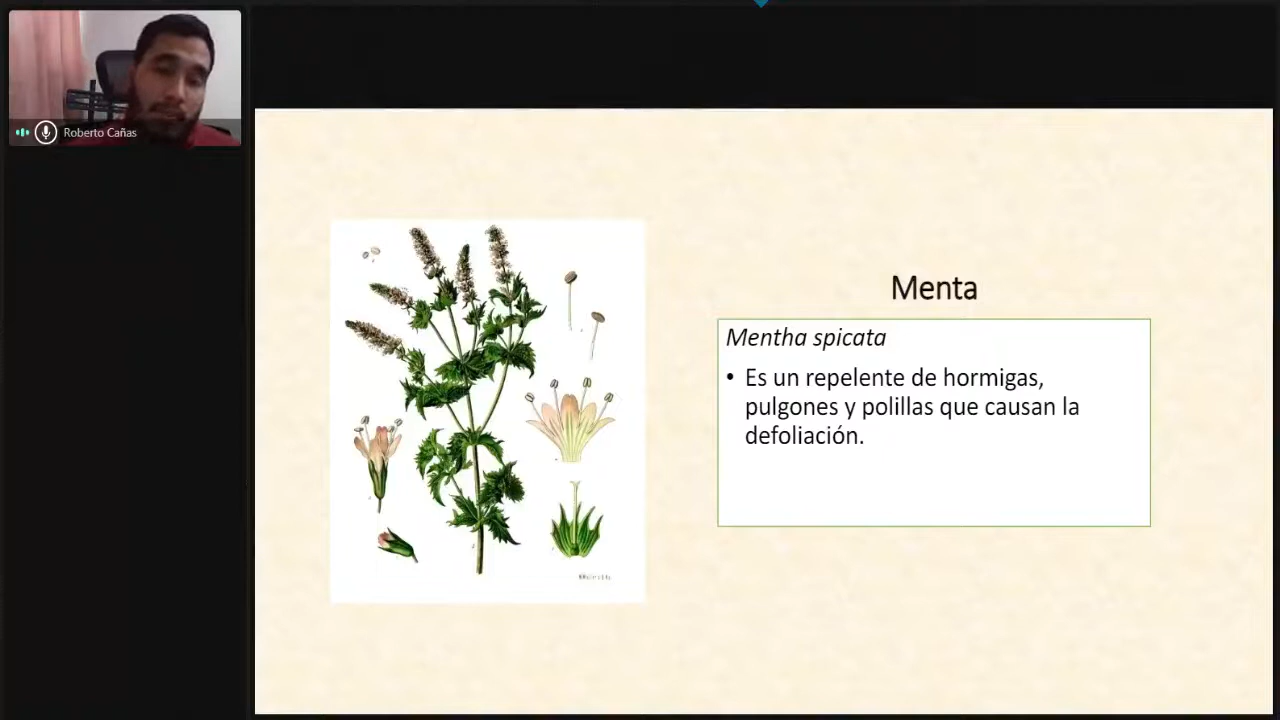 Roberto Cañas
Menta
Mentha spicata
• Es un repelente de hormigas,
pulgones y polillas que causan la
defoliación.